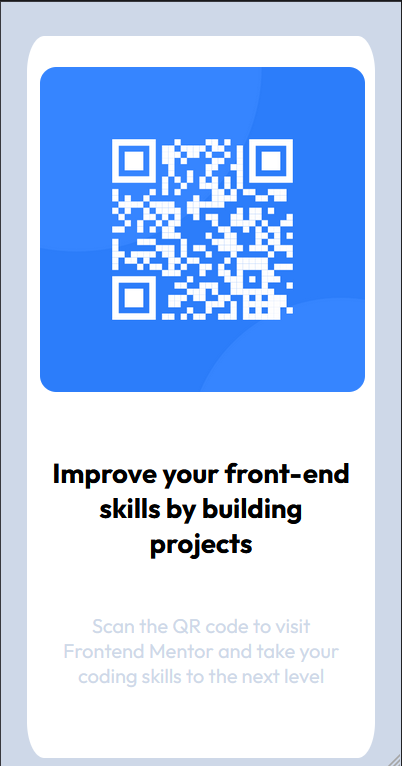 Improve your front-end
skills by building
projects
Scan the QR code to visit
Frontend Mentor and take your
coding skills to the next level